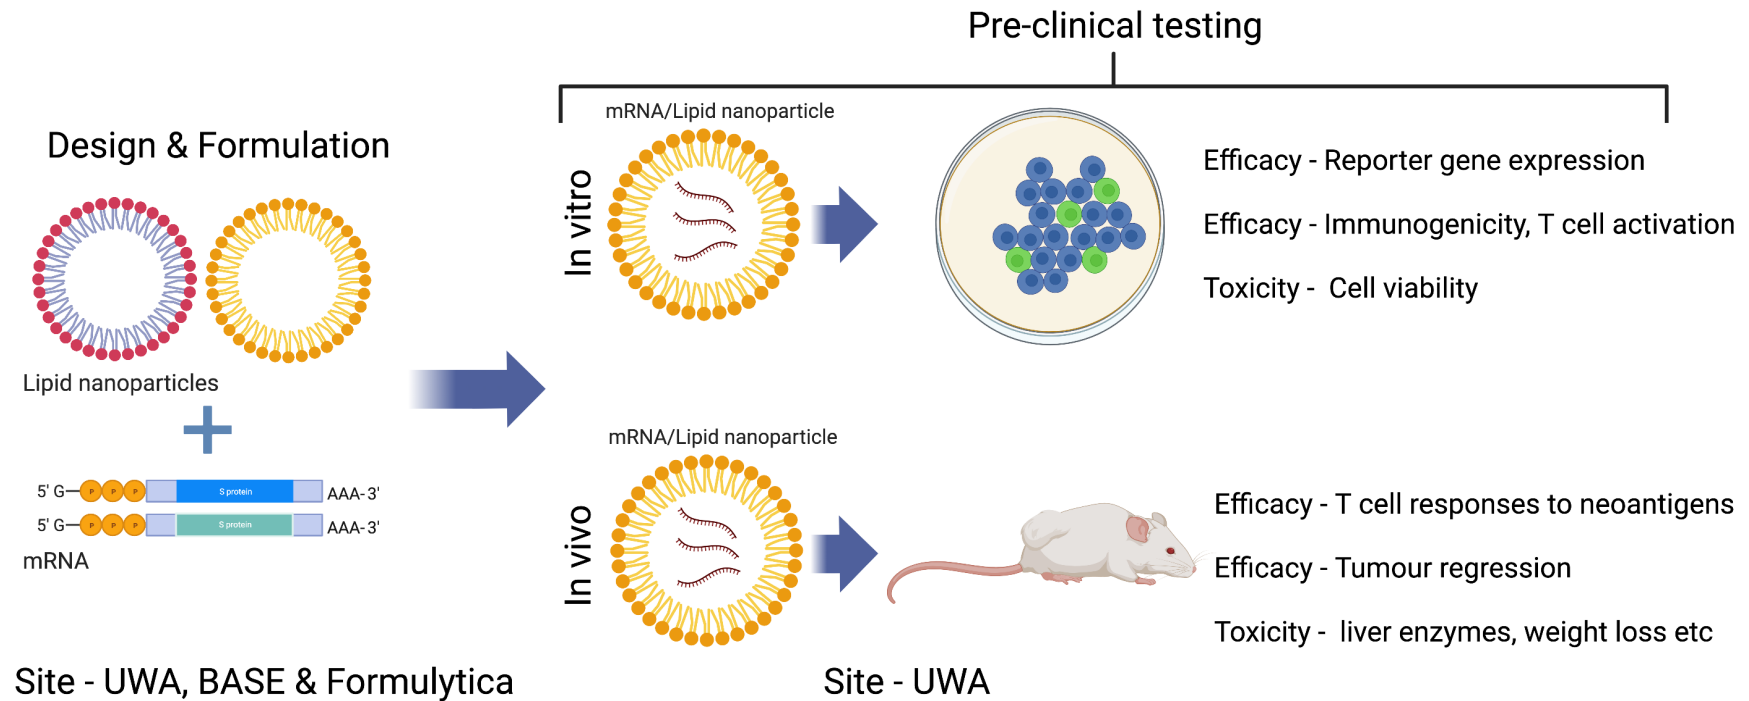 Pre-clinical testing
Design & Formulation
Lipid nanoparticles
5' G P P P S protein AAA-3'
5' G P P P S protein AAA-3'
mRNA
Site - UWA, BASE & Formulytica
In vitro
mRNA/Lipid nanoparticle
Efficacy - Reporter gene expression
Efficacy - Immunogenicity, T cell activation
Toxicity - Cell viability
In vivo
mRNA/Lipid nanoparticle
Efficacy - T cell responses to neoantigens
Efficacy - Tumour regression
Toxicity - liver enzymes, weight loss etc
Site - UWA